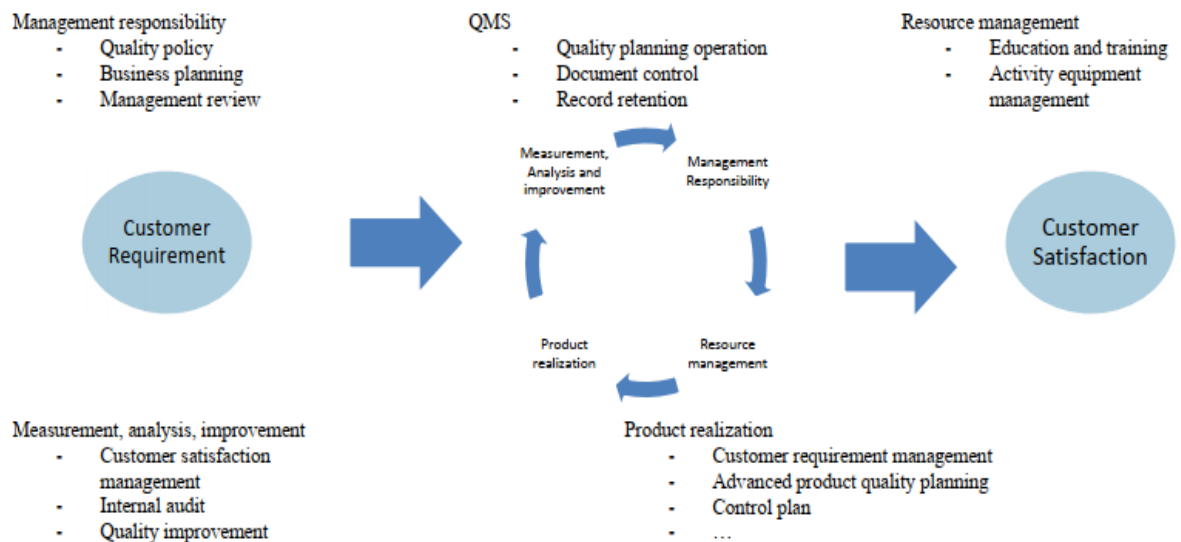 Management responsibility
- Quality policy
- Business planning
- Management review
QMS
- Quality planning operation
- Document control
- Record retention
Resource management
- Education and training
- Activity equipment
management
Customer
Requirement
Measurement,
Analysis and
improvement
Management
Responsibility
Product
realization
Resource
management
Customer
Satisfaction
Measurement, analysis, improvement
- Customer satisfaction
management
- Internal audit
- Quality improvement
Product realization
- Customer requirement management
- Advanced product quality planning
- Control plan
- ...